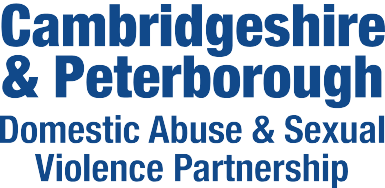 Cambridgeshire
& Peterborough
Domestic Abuse & Sexual
Violence Partnership